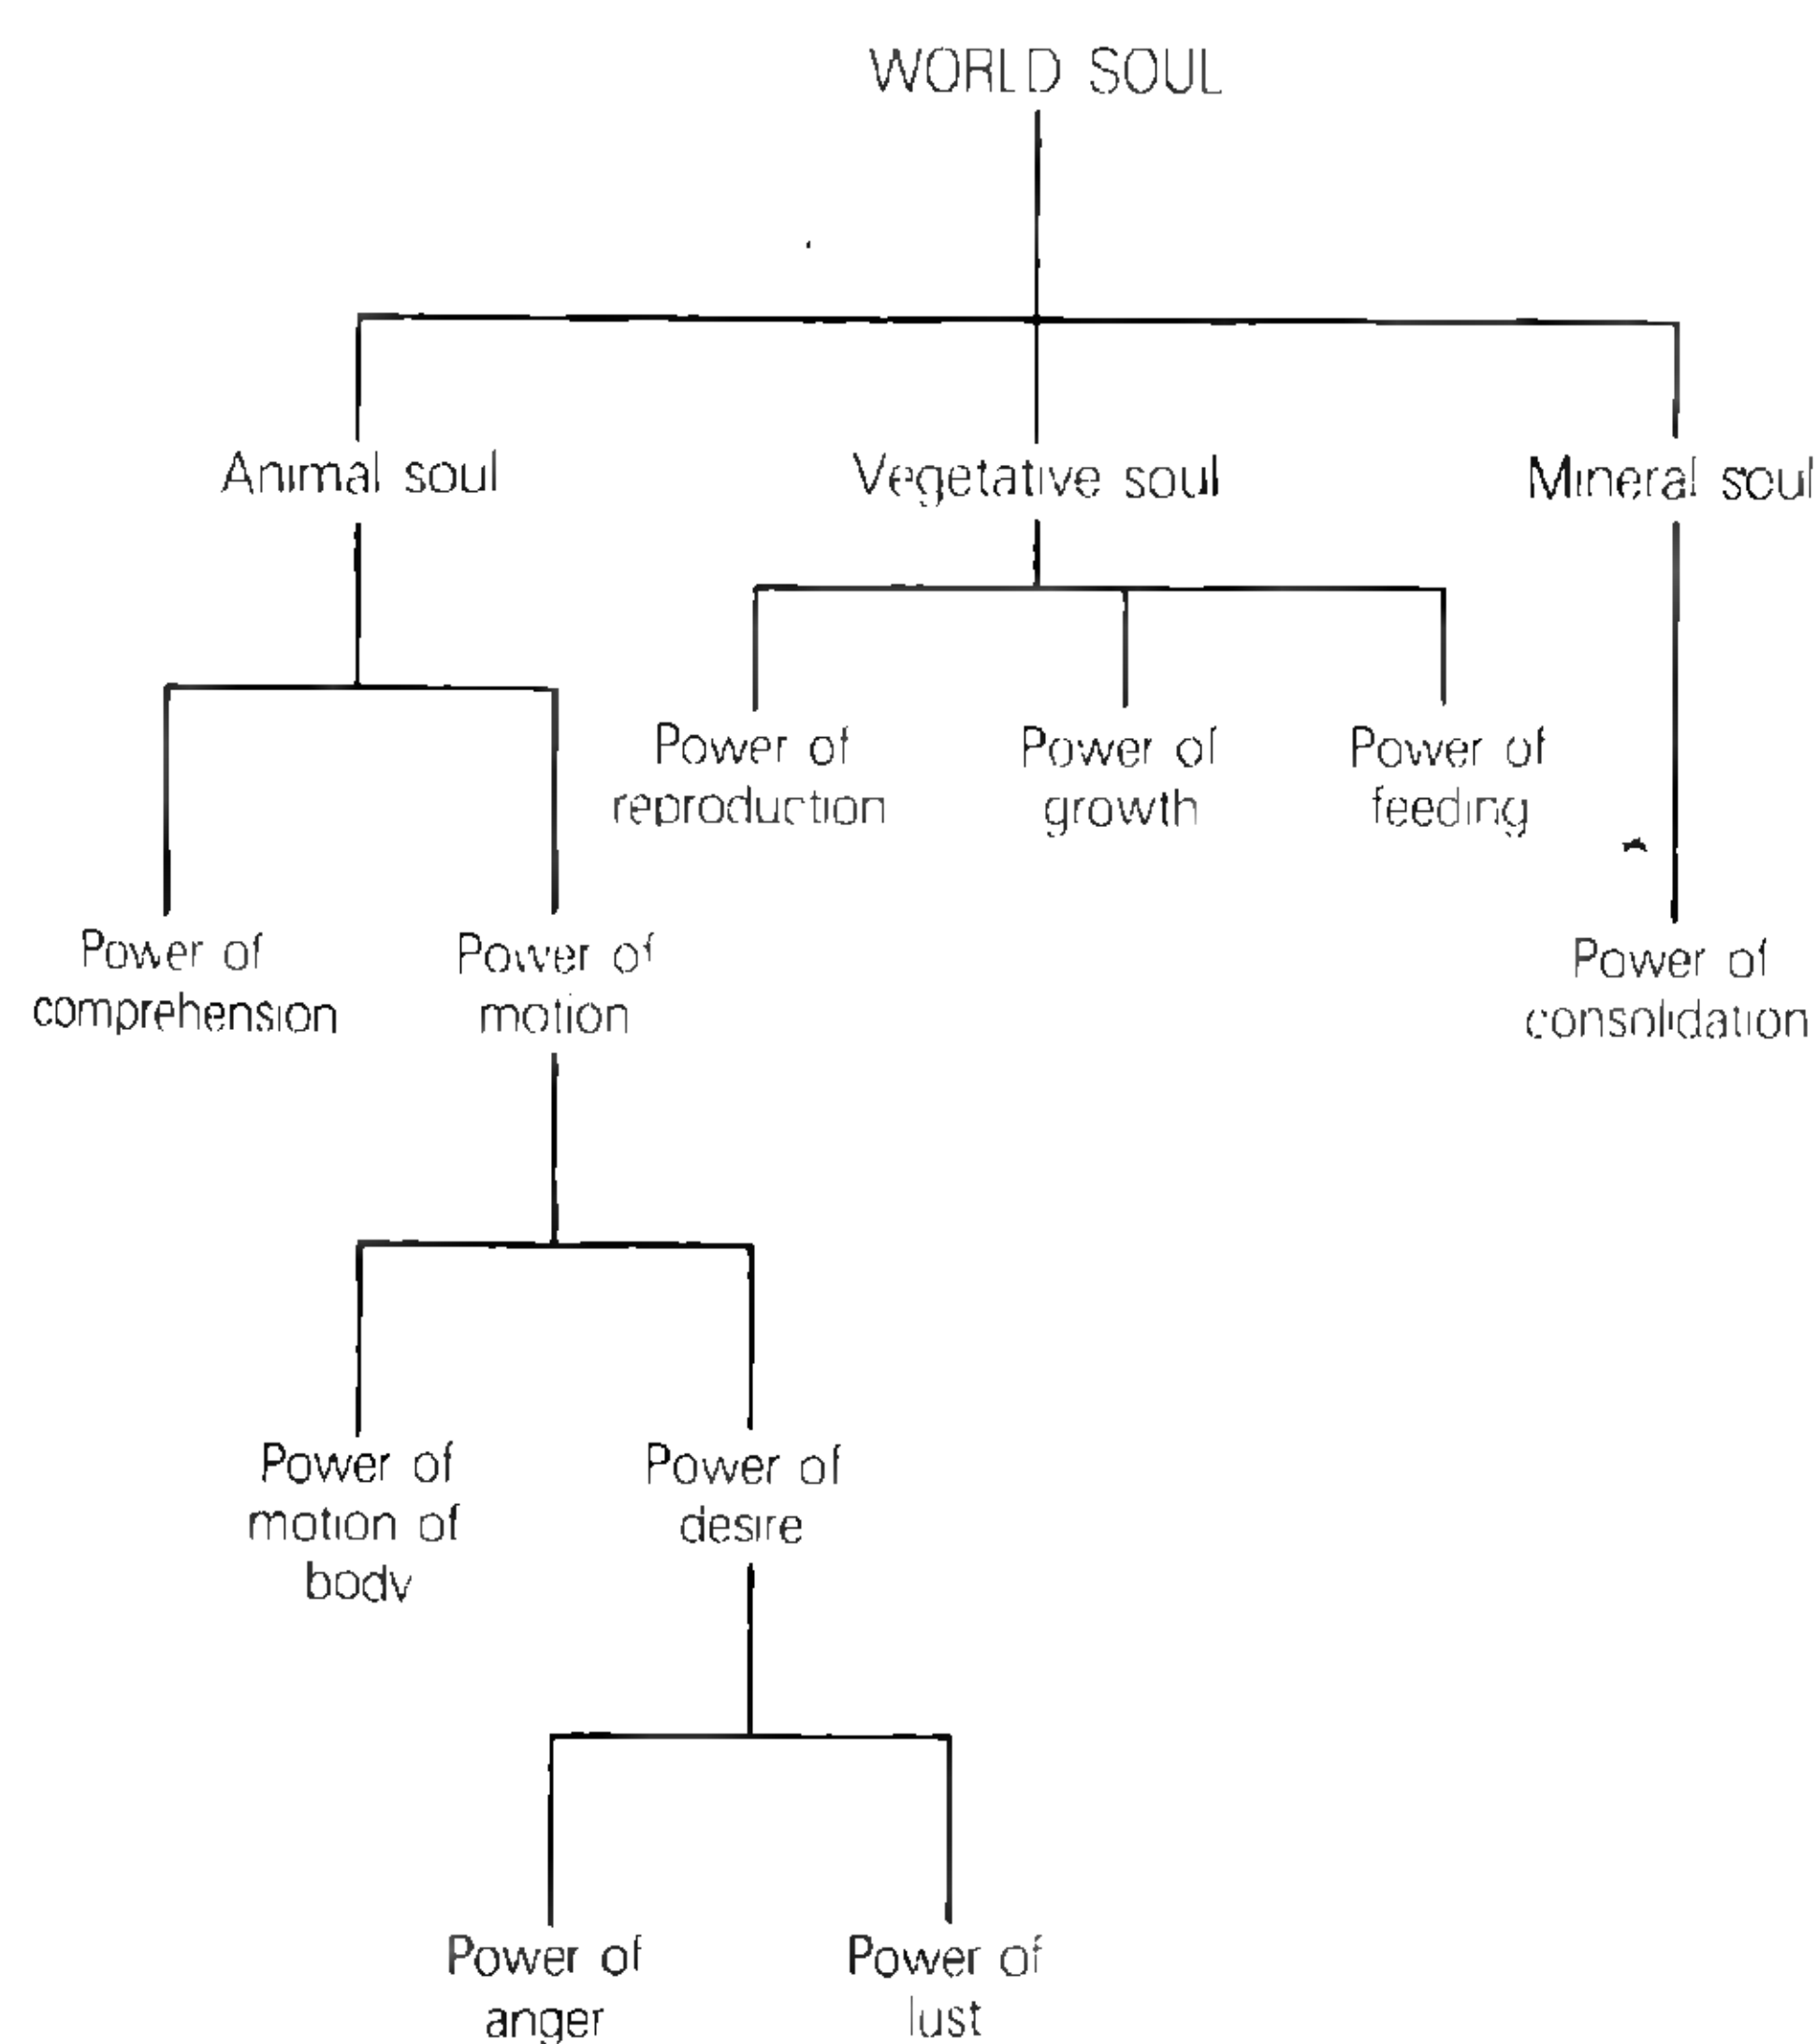 WORLD SOUL
Animal soul
Vegetative soul
Mineral soul
Power of
reproduction
Power of
growth
Power of
feeding
Power of
comprehension
Power of
motion
Power of
consolidation
Power of
motion of
body
Power of
desire
Power of
anger
Power of
lust